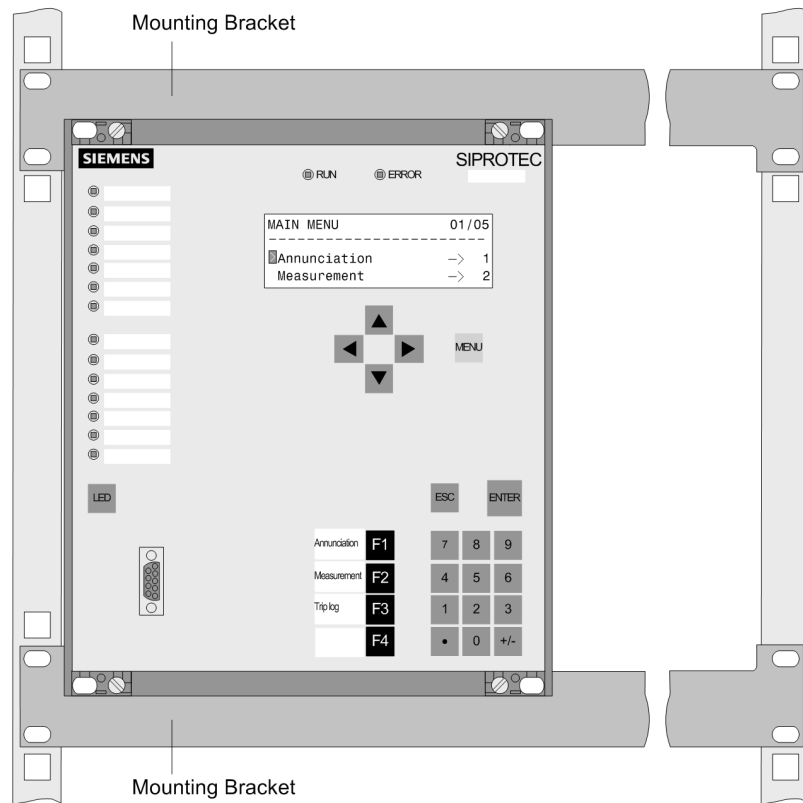 Mounting Bracket
SIEMENS
SIPROTEC
RUN ERROR
MAIN MENU 01/05
Annunciation –> 1
Measurement –> 2
MENU
LED
ESC ENTER
Annunciation F1 7 8 9
Measurement F2 4 5 6
Trip log F3 1 2 3
F4 • 0 +/-
Mounting Bracket